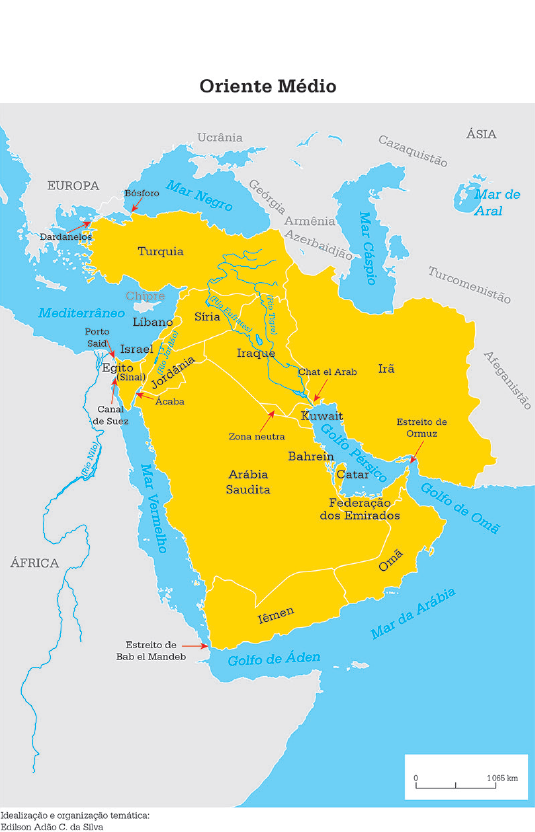 Oriente Médio
Ucrânia
Cazaquistão
ÁSIA
EUROPA
Bósforo
Mar Negro
Geórgia
Mar de
Aral
Dardanelos
Armênia
Azerbaidjão
Mar Cáspio
Turquia
Turcomenistão
Chipre
Mediterrâneo
Líbano
Síria
(Rio Eufrates)
(Rio Tigre)
Porto
Said
Israel
(Rio Jordão)
Iraque
Afeganistão
Egito
(Sinai)
Jordânia
Irã
Chat el Arab
Acaba
Canal
de Suez
Kuwait
Estreito de
Ormuz
Zona neutra
Golfo Pérsico
Bahrein
(Rio Nilo)
Arábia
Saudita
Catar
Mar Vermelho
Federação
dos Emirados
Golfo de Omã
ÁFRICA
Omã
Iêmen
Mar da Arábia
Estreito de
Bab el Mandeb
Golfo de Áden
0
1 065 km
Idealização e organização temática:
Edilson Adão C. da Silva